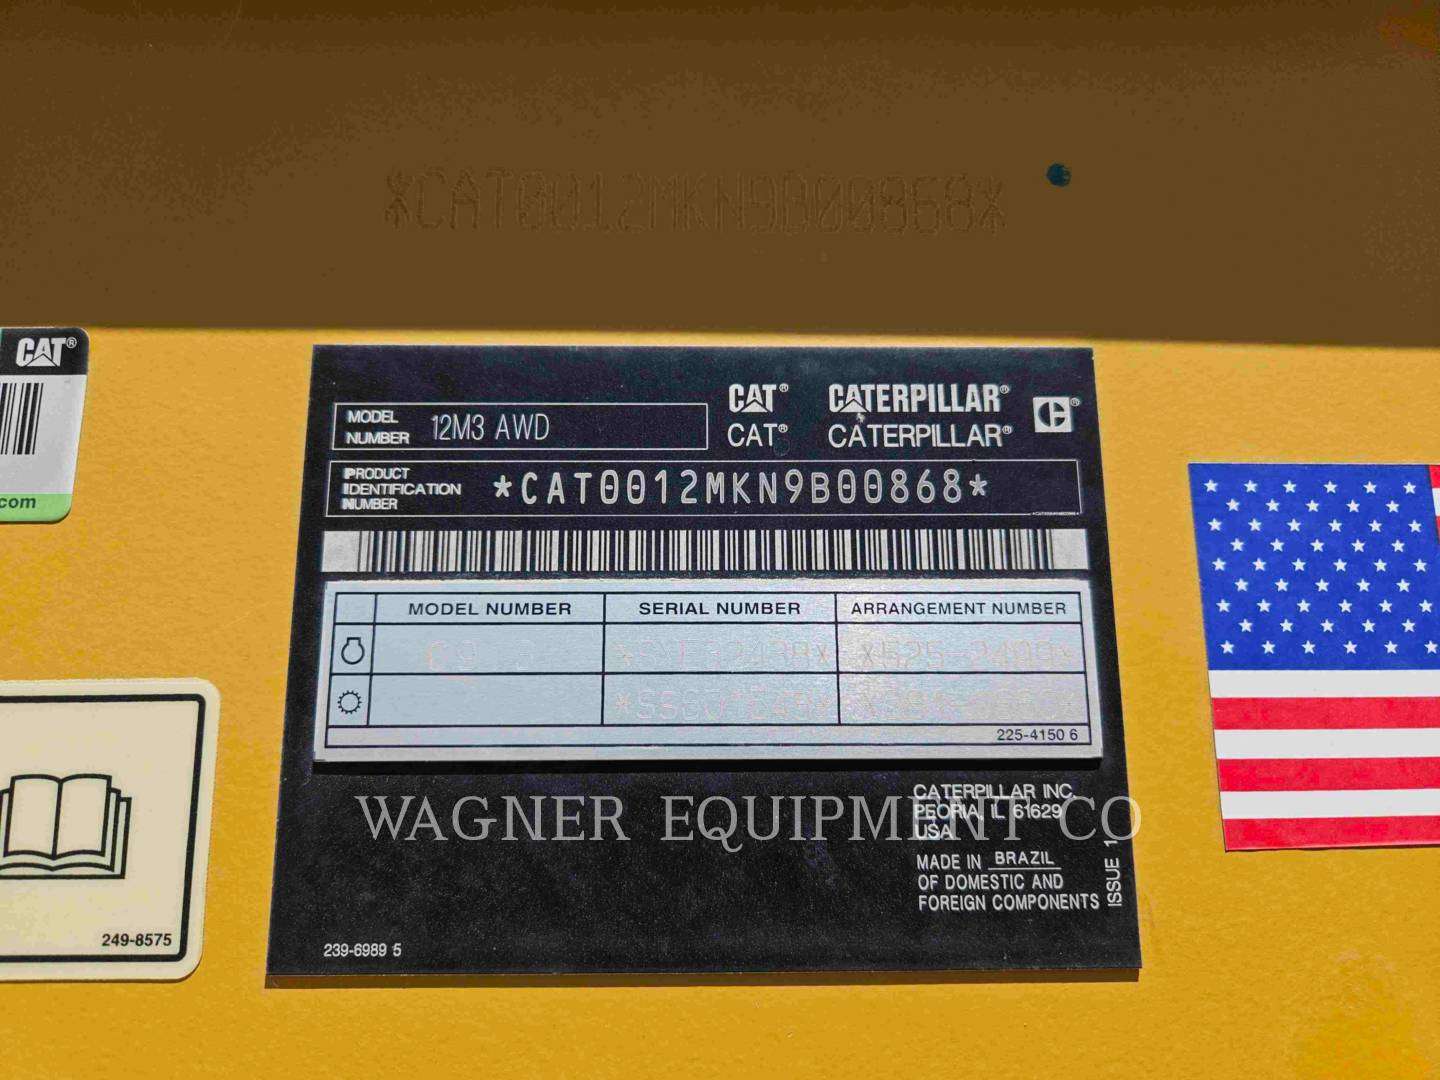 *CAT0012MKN9B00868*
CAT®
com
CAT® CATERPILLAR®
CAT® CATERPILLAR®
MODEL NUMBER 12M3 AWD
PRODUCT IDENTIFICATION NUMBER *CAT0012MKN9B00868*
MODEL NUMBER SERIAL NUMBER ARRANGEMENT NUMBER
225-4150 6
WAGNER EQUIPMENT CO
CATERPILLAR INC.
PEORIA, IL 61629
USA
MADE IN BRAZIL
OF DOMESTIC AND
FOREIGN COMPONENTS
ISSUE 1
239-6989 5
249-8575